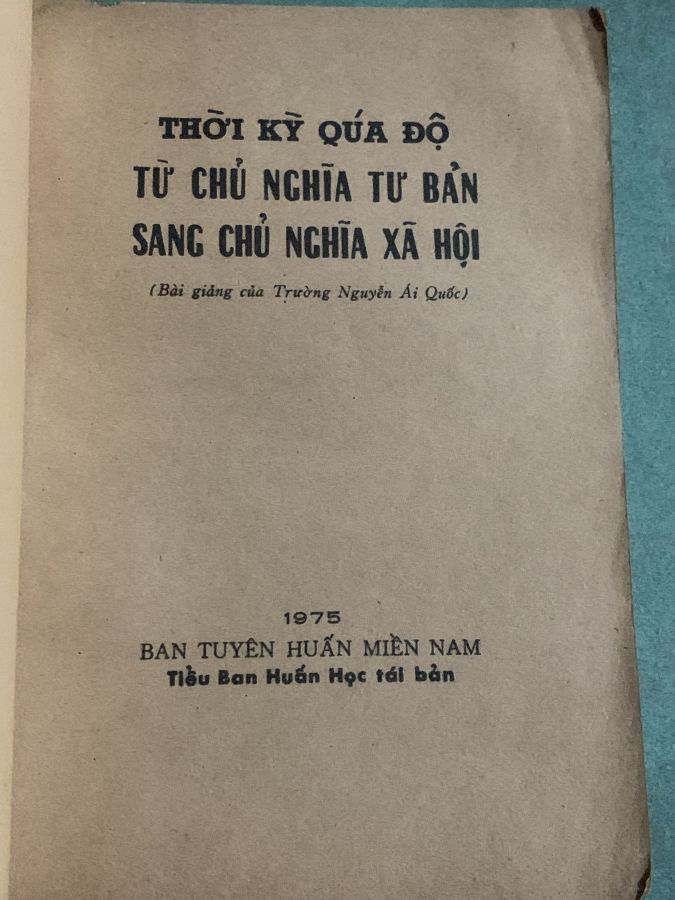 THỜI KỲ QÚA ĐỘ
TỪ CHỦ NGHĨA TƯ BẢN
SANG CHỦ NGHĨA XÃ HỘI
(Bài giảng của Trường Nguyễn Ái Quốc)
1975
BAN TUYÊN HUẤN MIỀN NAM
Tiểu Ban Huấn Học tái bản